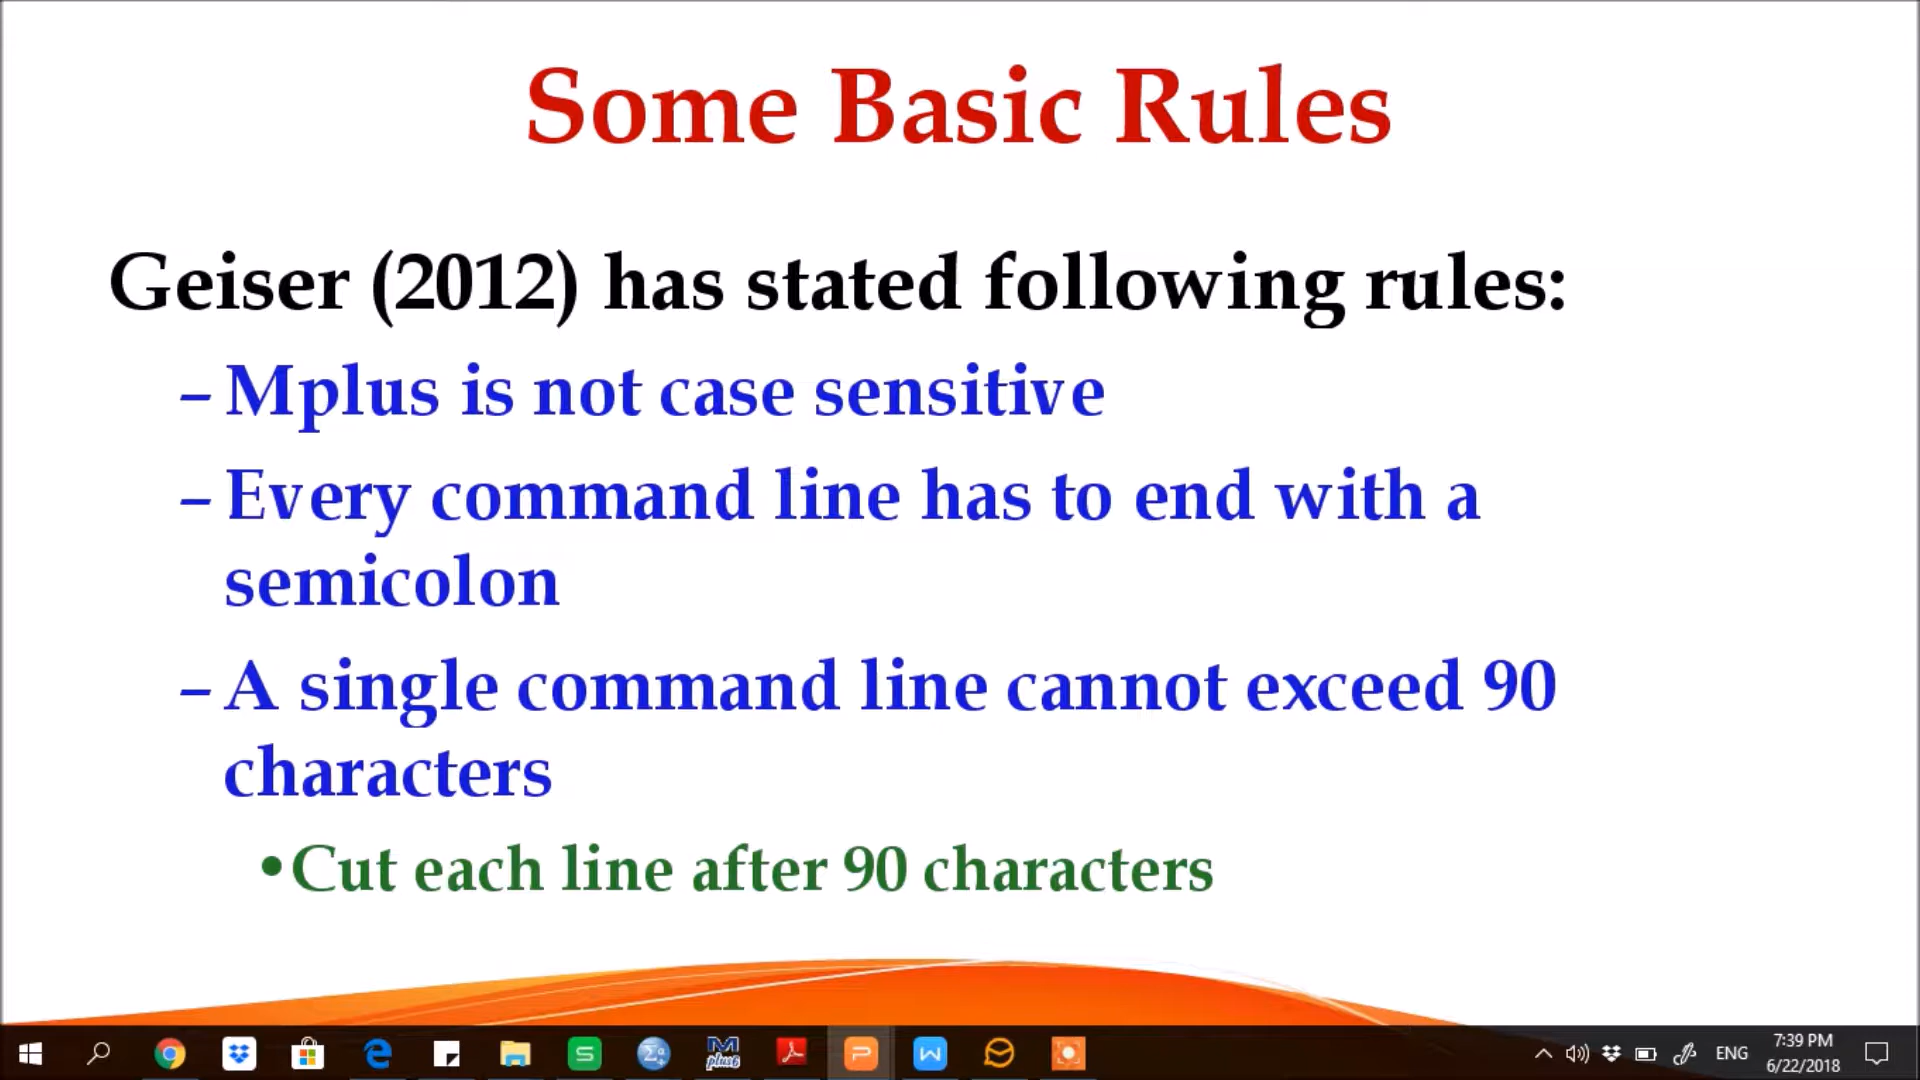 Some Basic Rules
Geiser (2012) has stated following rules:
– Mplus is not case sensitive
– Every command line has to end with a
semicolon
– A single command line cannot exceed 90
characters
•Cut each line after 90 characters
S
Σ
M
plus6
P
W
ENG
7:39 PM
6/22/2018